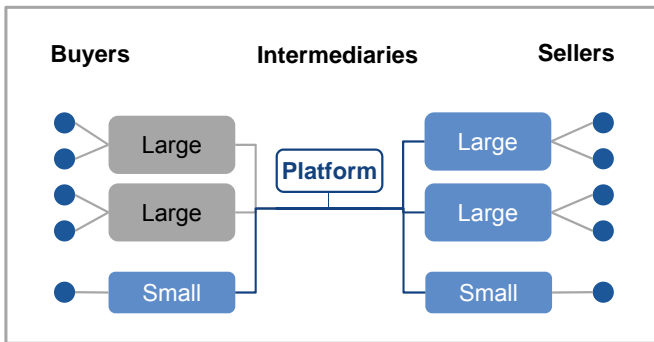 Buyers Intermediaries Sellers
Large Large
Platform
Large Large
Small Small